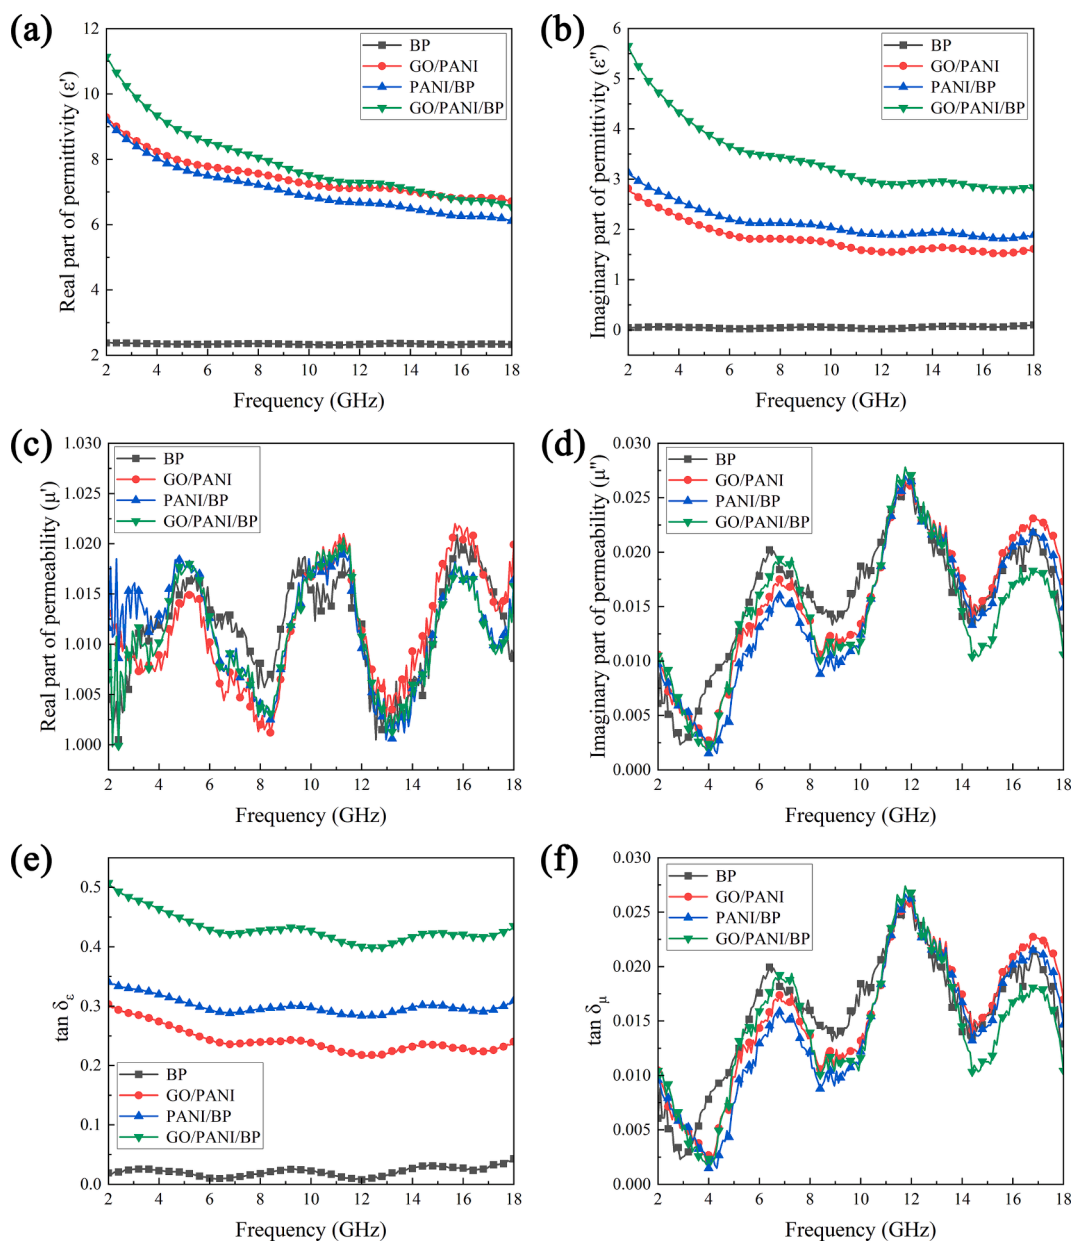 (a)
12
10
8
6
4
2
Real part of permittivity (ε')
BP
GO/PANI
PANI/BP
GO/PANI/BP
2 4 6 8 10 12 14 16 18
Frequency (GHz)
(b)
6
5
4
3
2
1
0
Imaginary part of permittivity (ε'')
BP
GO/PANI
PANI/BP
GO/PANI/BP
2 4 6 8 10 12 14 16 18
Frequency (GHz)
(c)
1.030
1.025
1.020
1.015
1.010
1.005
1.000
Real part of permeability (μ')
BP
GO/PANI
PANI/BP
GO/PANI/BP
2 4 6 8 10 12 14 16 18
Frequency (GHz)
(d)
0.030
0.025
0.020
0.015
0.010
0.005
0.000
Imaginary part of permeability (μ'')
BP
GO/PANI
PANI/BP
GO/PANI/BP
2 4 6 8 10 12 14 16 18
Frequency (GHz)
(e)
0.5
0.4
0.3
0.2
0.1
0.0
tan δε
BP
GO/PANI
PANI/BP
GO/PANI/BP
2 4 6 8 10 12 14 16 18
Frequency (GHz)
(f)
0.030
0.025
0.020
0.015
0.010
0.005
0.000
tan δμ
BP
GO/PANI
PANI/BP
GO/PANI/BP
2 4 6 8 10 12 14 16 18
Frequency (GHz)